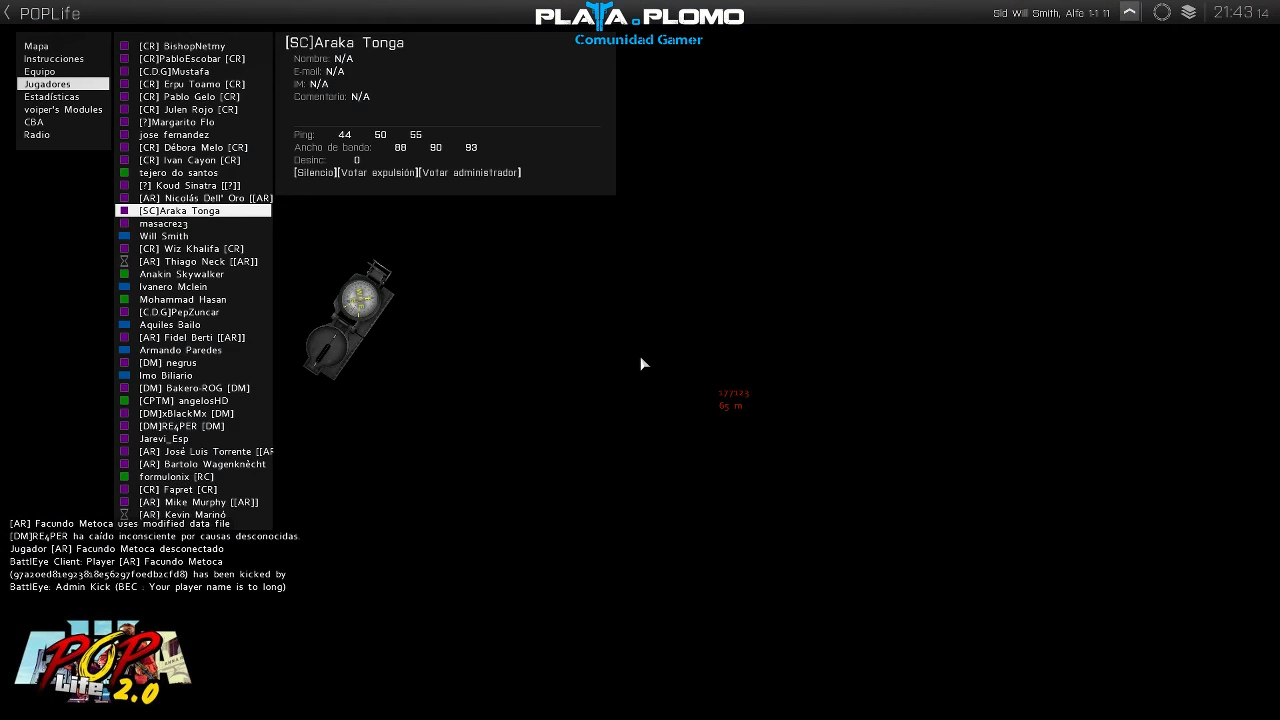 POPLife
PLATA o PLOMO
Comunidad Gamer
Sld Will Smith, Alfa 1-1 11
21:43 14
Mapa
Instrucciones
Equipo
Jugadores
Estadísticas
voiper's Modules
CBA
Radio
[CR] BishopNetmy
[CR]PabloEscobar [CR]
[C.D.G]Mustafa
[CR] Erpu Toamo [CR]
[CR] Pablo Gelo [CR]
[CR] Julen Rojo [CR]
[?]Margarito Flo
jose fernandez
[CR] Débora Melo [CR]
[CR] Ivan Cayon [CR]
tejero do santos
[?] Koud Sinatra [[?]]
[AR] Nicolás Dell' Oro [[AR]
[SC]Araka Tonga
masacre23
Will Smith
[CR] Wiz Khalifa [CR]
[AR] Thiago Neck [[AR]]
Anakin Skywalker
Ivanero Mclein
Mohammad Hasan
[C.D.G]PepZuncar
Aquiles Bailo
[AR] Fidel Berti [[AR]]
Armando Paredes
[DM] negrus
Imo Biliario
[DM] Bakero-ROG [DM]
[CPTM] angelosHD
[DM]xBlackMx [DM]
[DM]RE4PER [DM]
Jarevi_Esp
[AR] José Luis Torrente [[AR
[AR] Bartolo Wagenknècht
formulonix [RC]
[CR] Fapret [CR]
[AR] Mike Murphy [[AR]]
[AR] Kevin Marinó
[SC]Araka Tonga
Nombre: N/A
E-mail: N/A
IM: N/A
Comentario: N/A
Ping: 44 50 55
Ancho de banda: 88 90 93
Desinc: 0
[Silencio][Votar expulsión][Votar administrador]
17/123
65 m
[AR] Facundo Metoca uses modified data file
[DM]RE4PER ha caído inconsciente por causas desconocidas.
Jugador [AR] Facundo Metoca desconectado
BattlEye Client: Player [AR] Facundo Metoca
(97a20ed81e923818e56297f0edb2cfd8) has been kicked by
BattlEye: Admin Kick (BEC : Your player name is to long)
POP
Life 2.0